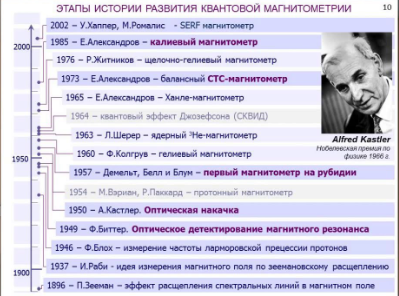 ЭТАПЫ ИСТОРИИ РАЗВИТИЯ КВАНТОВОЙ МАГНИТОМЕТРИИ
10
2002 – У.Хаппер, М.Ромалис - SERF магнитометр
2000
1985 – Е.Александров – калиевый магнитометр
1976 – Р.Житников – щелочно-гелиевый магнитометр
1973 – Е.Александров – балансный СТС-магнитометр
1965 – Е.Александров – Ханле-магнитометр
1964 – квантовый эффект Джозефсона (СКВИД)
1963 – Л.Шерер – ядерный ³He-магнитометр
Alfred Kastler
Нобелевская премия по
физике 1966 г.
1960 – Ф.Колгрув – гелиевый магнитометр
1950
1957 – Демельт, Белл и Блум – первый магнитометр на рубидии
1954 – М.Вэриан, Р.Паккард – протонный магнитометр
1950 – А.Кастлер. Оптическая накачка
1949 – Ф.Биттер. Оптическое детектирование магнитного резонанса
1946 – Ф.Блох – измерение частоты ларморовской прецессии протонов
1937 – И.Раби - идея измерения магнитного поля по зеемановскому расщеплению
1900
1896 – П.Зееман – эффект расщепления спектральных линий в магнитном поле